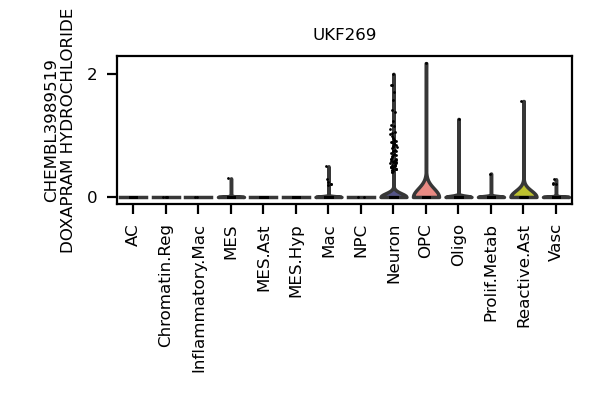 UKF269
CHEMBL3989519
DOXAPRAM HYDROCHLORIDE
2
0
AC
Chromatin.Reg
Inflammatory.Mac
MES
MES.Ast
MES.Hyp
Mac
NPC
Neuron
OPC
Oligo
Prolif.Metab
Reactive.Ast
Vasc